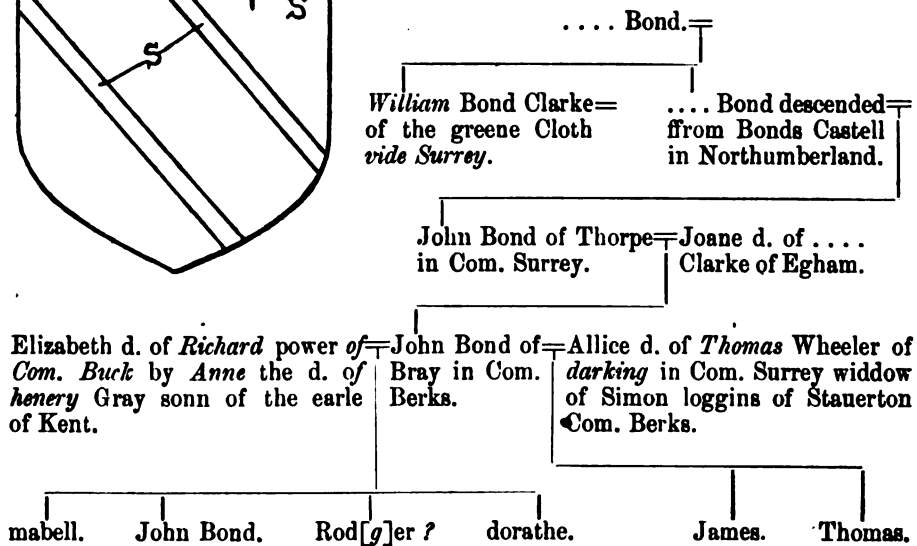 S
S
.... Bond.
William Bond Clarke
of the greene Cloth
vide Surrey.
.... Bond descended
ffrom Bonds Castell
in Northumberland.
John Bond of Thorpe
in Com. Surrey.
Joane d. of ....
Clarke of Egham.
Elizabeth d. of Richard power of
Com. Buck by Anne the d. of
henery Gray sonn of the earle
of Kent.
John Bond of
Bray in Com.
Berks.
Allice d. of Thomas Wheeler of
darking in Com. Surrey widdow
of Simon loggins of Stauerton
Com. Berks.
mabell. John Bond. Rod[g]er ? dorathe. James. Thomas.